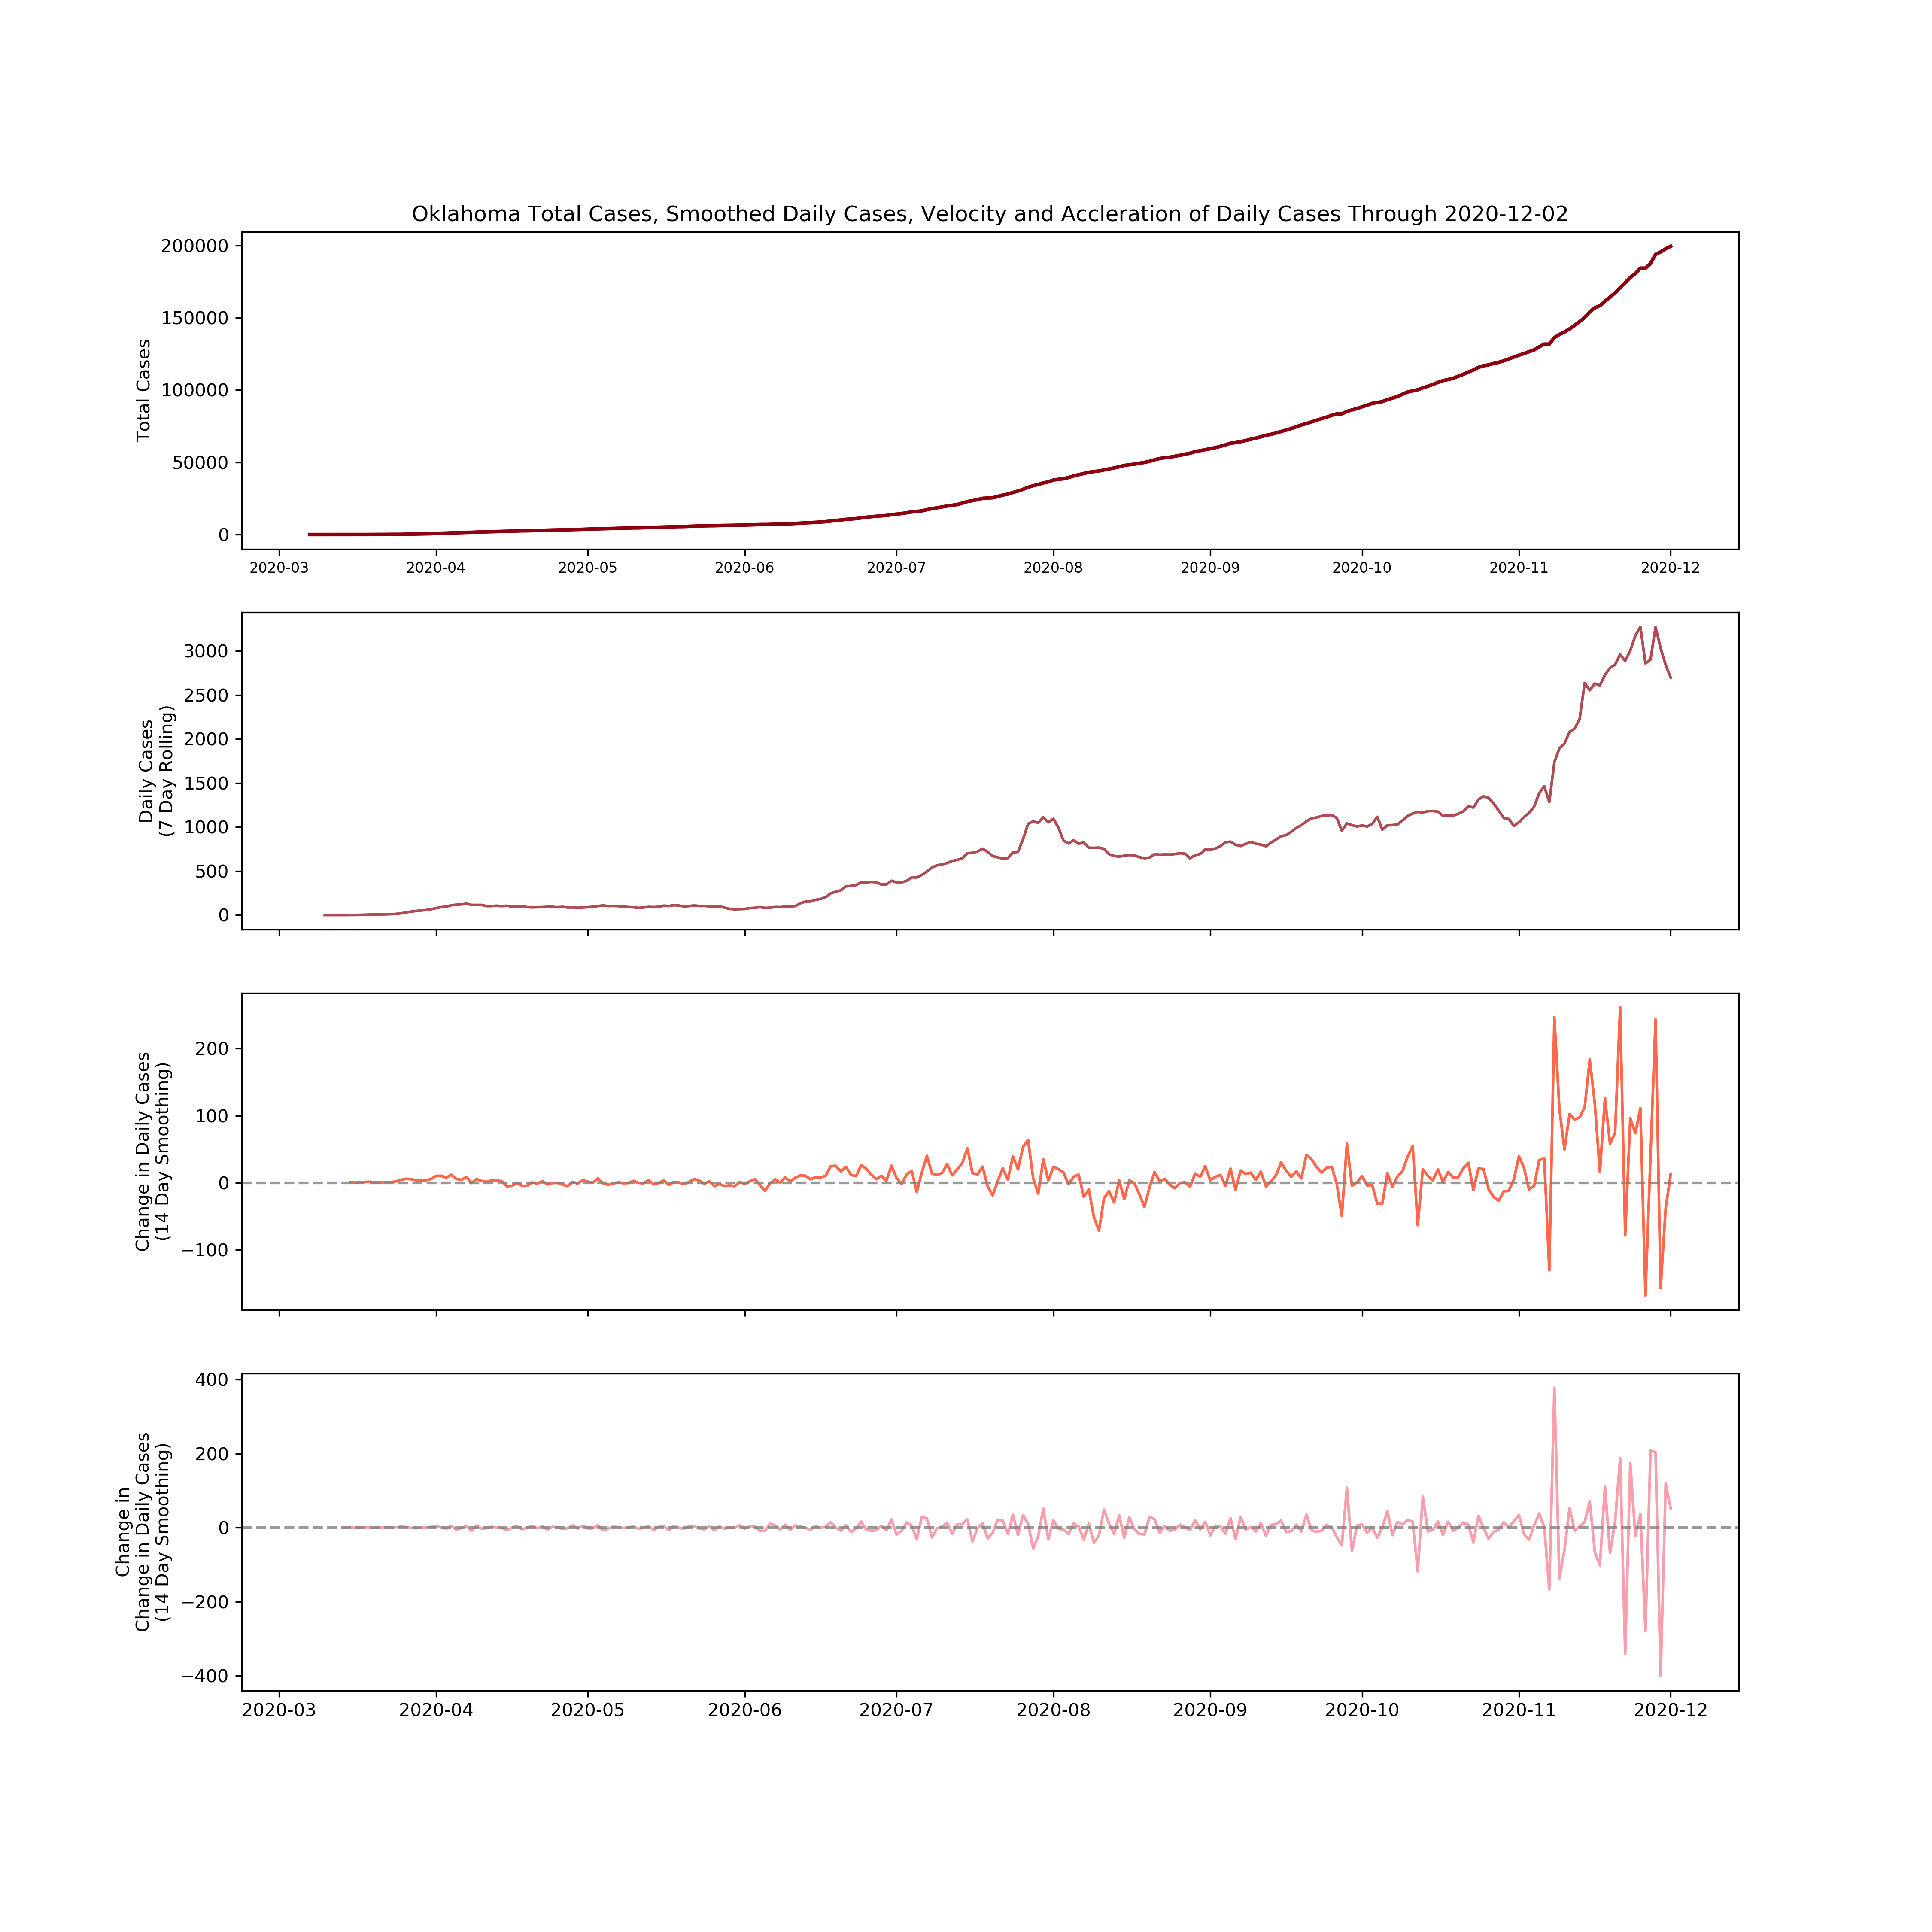 Oklahoma Total Cases, Smoothed Daily Cases, Velocity and Accleration of Daily Cases Through 2020-12-02
Total Cases
200000
150000
100000
50000
0
2020-03 2020-04 2020-05 2020-06 2020-07 2020-08 2020-09 2020-10 2020-11 2020-12
Daily Cases
(7 Day Rolling)
3000
2500
2000
1500
1000
500
0
Change in Daily Cases
(14 Day Smoothing)
200
100
0
−100
Change in
Change in Daily Cases
(14 Day Smoothing)
400
200
0
−200
−400
2020-03 2020-04 2020-05 2020-06 2020-07 2020-08 2020-09 2020-10 2020-11 2020-12